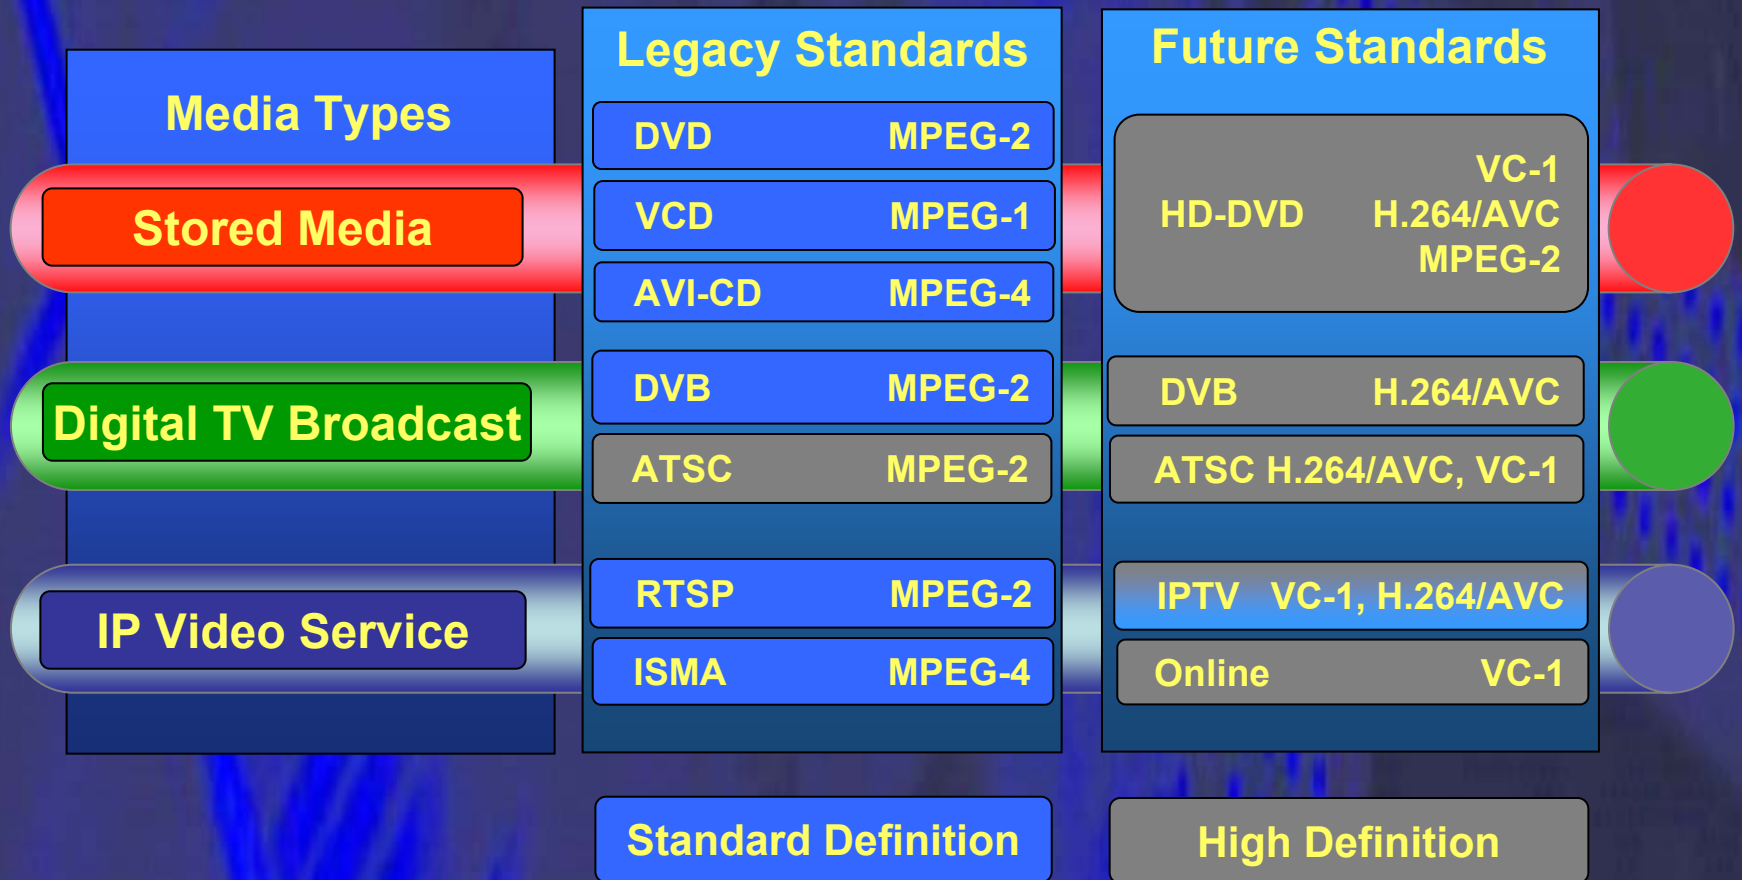 Media Types
Stored Media
Digital TV Broadcast
IP Video Service
Legacy Standards
DVD MPEG-2
VCD MPEG-1
AVI-CD MPEG-4
DVB MPEG-2
ATSC MPEG-2
RTSP MPEG-2
ISMA MPEG-4
Standard Definition
Future Standards
VC-1
HD-DVD H.264/AVC
MPEG-2
DVB H.264/AVC
ATSC H.264/AVC, VC-1
IPTV VC-1, H.264/AVC
Online VC-1
High Definition